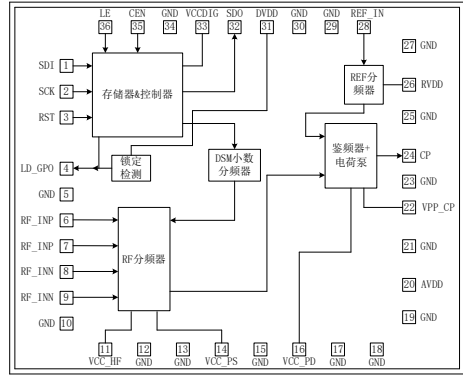 LE CEN GND VCCDIG SDO DVDD GND GND REF_IN
36 35 34 33 32 31 30 29 28
SDI 1
SCK 2
RST 3
LD_GPO 4
GND 5
RF_INP 6
RF_INP 7
RF_INN 8
RF_INN 9
GND 10
存储器&控制器
锁定
检测
DSM小数
分频器
RF分频器
REF分
频器
鉴频器+
电荷泵
27 GND
26 RVDD
25 GND
24 CP
23 GND
22 VPP_CP
21 GND
20 AVDD
19 GND
11 12 13 14 15 16 17 18
VCC_HF GND GND VCC_PS GND VCC_PD GND GND